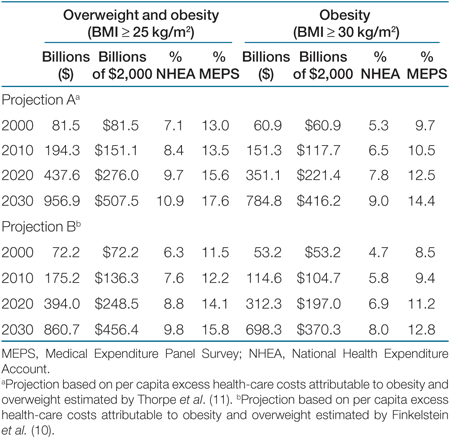 Overweight and obesity Obesity
(BMI ≥ 25 kg/m²) (BMI ≥ 30 kg/m²)
Billions Billions % % Billions Billions % %
($) of $2,000 NHEA MEPS ($) of $2,000 NHEA MEPS
Projection Aᵃ
2000 81.5 $81.5 7.1 13.0 60.9 $60.9 5.3 9.7
2010 194.3 $151.1 8.4 13.5 151.3 $117.7 6.5 10.5
2020 437.6 $276.0 9.7 15.6 351.1 $221.4 7.8 12.5
2030 956.9 $507.5 10.9 17.6 784.8 $416.2 9.0 14.4
Projection Bᵇ
2000 72.2 $72.2 6.3 11.5 53.2 $53.2 4.7 8.5
2010 175.2 $136.3 7.6 12.2 114.6 $104.7 5.8 9.4
2020 394.0 $248.5 8.8 14.1 312.3 $197.0 6.9 11.2
2030 860.7 $456.4 9.8 15.8 698.3 $370.3 8.0 12.8
MEPS, Medical Expenditure Panel Survey; NHEA, National Health Expenditure
Account.
ᵃProjection based on per capita excess health-care costs attributable to obesity and
overweight estimated by Thorpe et al. (11). ᵇProjection based on per capita excess
health-care costs attributable to obesity and overweight estimated by Finkelstein
et al. (10).